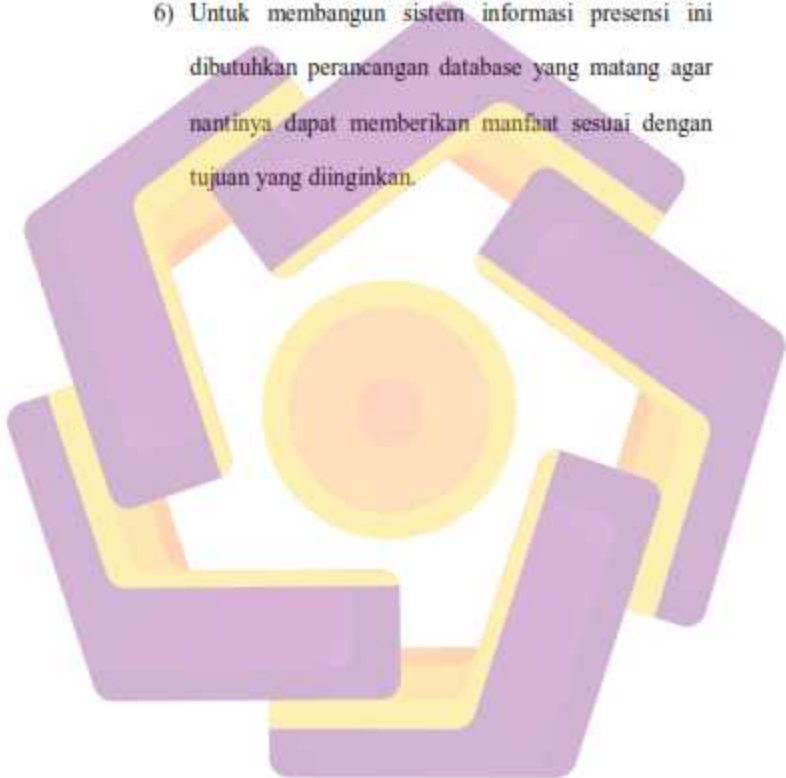 6) Untuk membangun sistem informasi presensi ini
dibutuhkan perancangan database yang matang agar
nantinya dapat memberikan manfaat sesuai dengan
tujuan yang diinginkan.